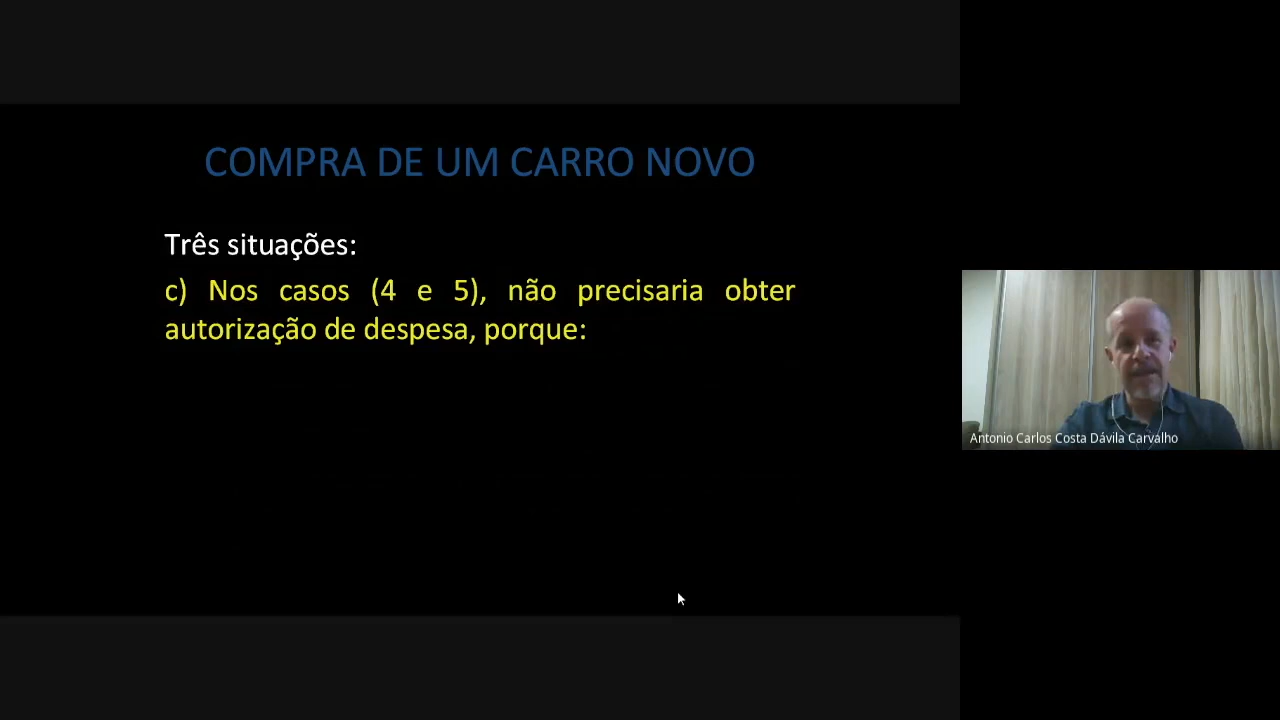 COMPRA DE UM CARRO NOVO
Três situações:
c) Nos casos (4 e 5), não precisaria obter
autorização de despesa, porque:
Antonio Carlos Costa Dávila Carvalho